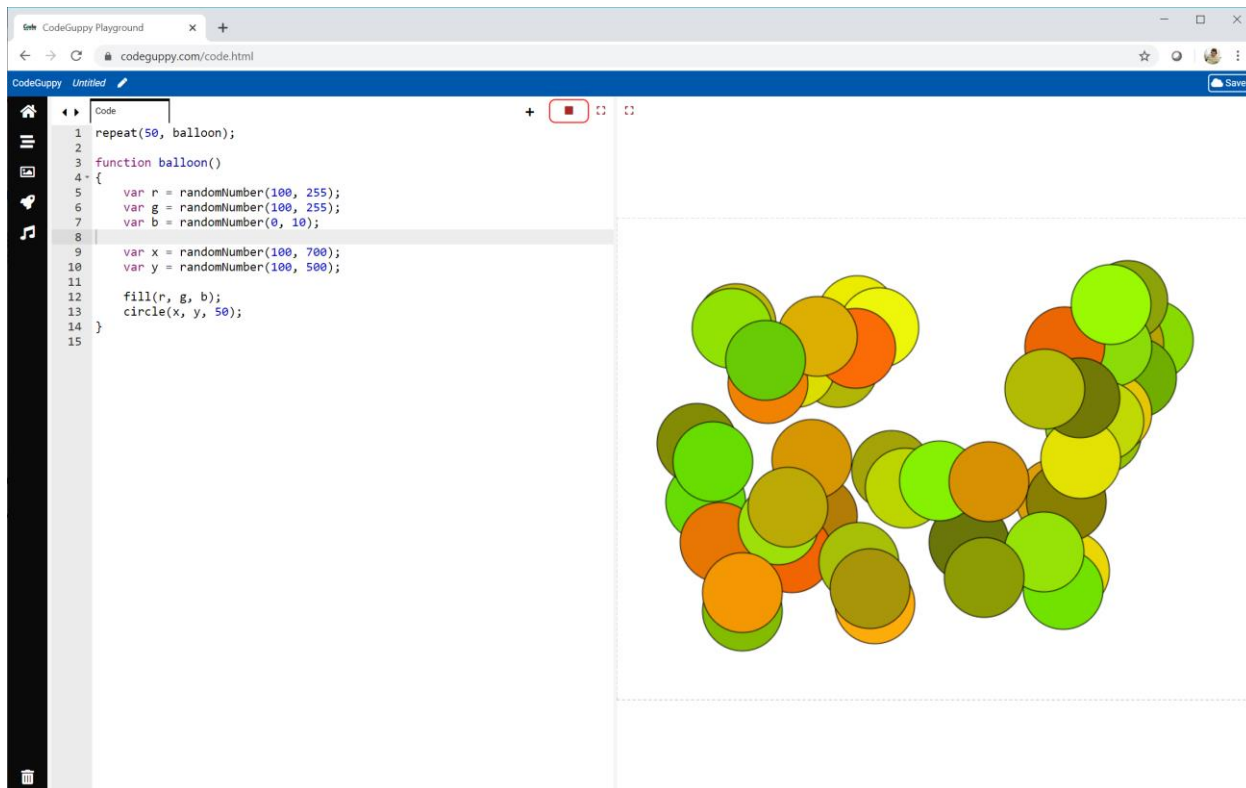 CodeGuppy Playground
codeguppy.com/code.html
CodeGuppy Untitled
Save
Code
1 repeat(50, balloon);
2
3 function balloon()
4 {
5 var r = randomNumber(100, 255);
6 var g = randomNumber(100, 255);
7 var b = randomNumber(0, 10);
8
9 var x = randomNumber(100, 700);
10 var y = randomNumber(100, 500);
11
12 fill(r, g, b);
13 circle(x, y, 50);
14 }
15